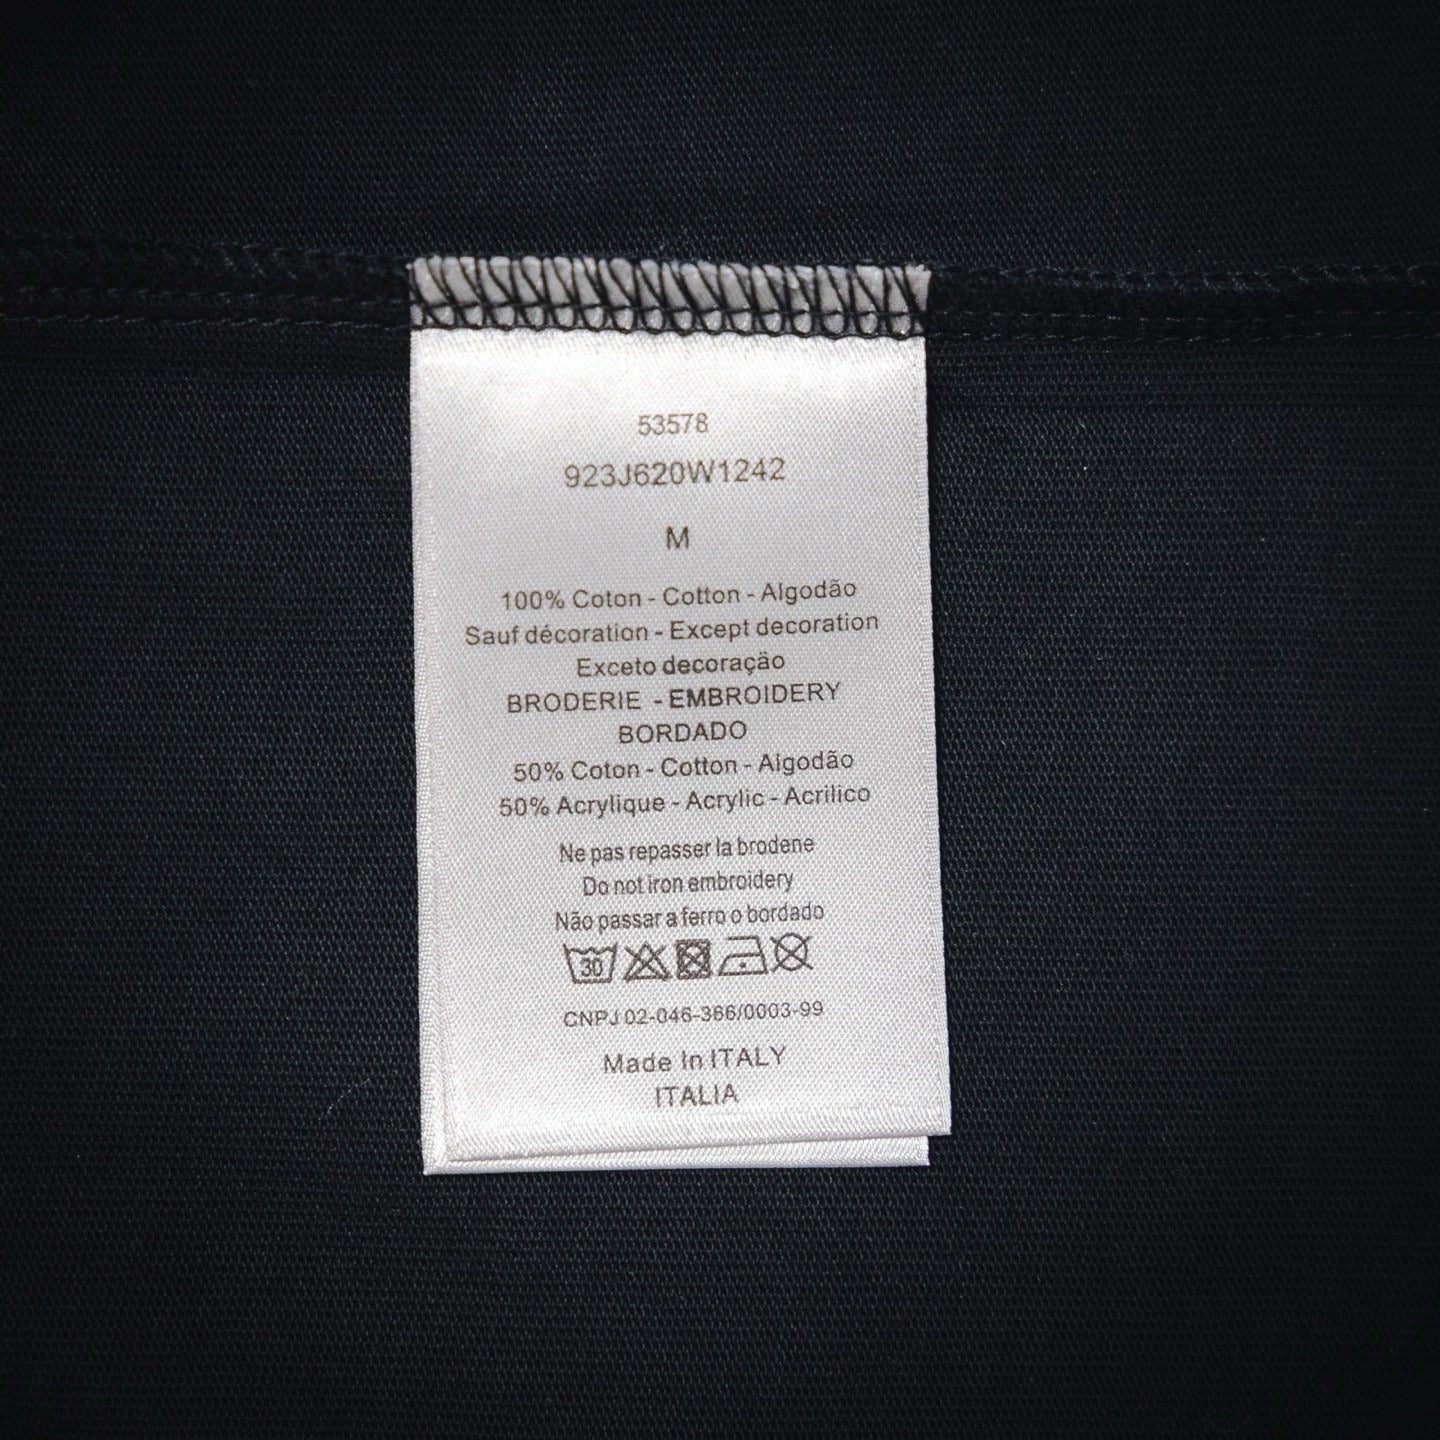 53578
923J620W1242
M
100% Coton - Cotton - Algodão
Sauf décoration - Except decoration
Exceto decoração
BRODERIE - EMBROIDERY
BORDADO
50% Coton - Cotton - Algodão
50% Acrylique - Acrylic - Acrilico
Ne pas repasser la brodene
Do not iron embroidery
Não passar a ferro o bordado
30
CNPJ 02-046-366/0003-99
Made In ITALY
ITALIA